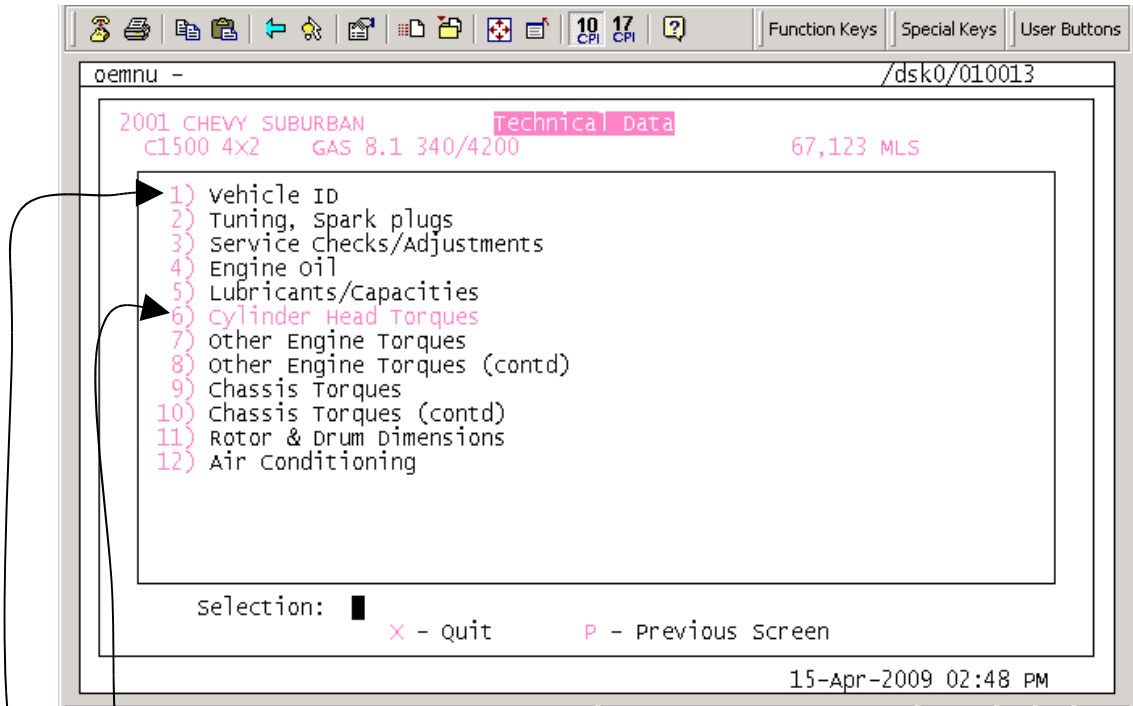 10 CPI 17 CPI Function Keys Special Keys User Buttons
oemnu - /dsk0/010013
2001 CHEVY SUBURBAN Technical Data
C1500 4x2 GAS 8.1 340/4200 67,123 MLS
1) Vehicle ID
2) Tuning, Spark plugs
3) Service Checks/Adjustments
4) Engine Oil
5) Lubricants/Capacities
6) Cylinder Head Torques
7) Other Engine Torques
8) Other Engine Torques (contd)
9) Chassis Torques
10) Chassis Torques (contd)
11) Rotor & Drum Dimensions
12) Air Conditioning
Selection:
X - Quit P - Previous Screen
15-Apr-2009 02:48 PM